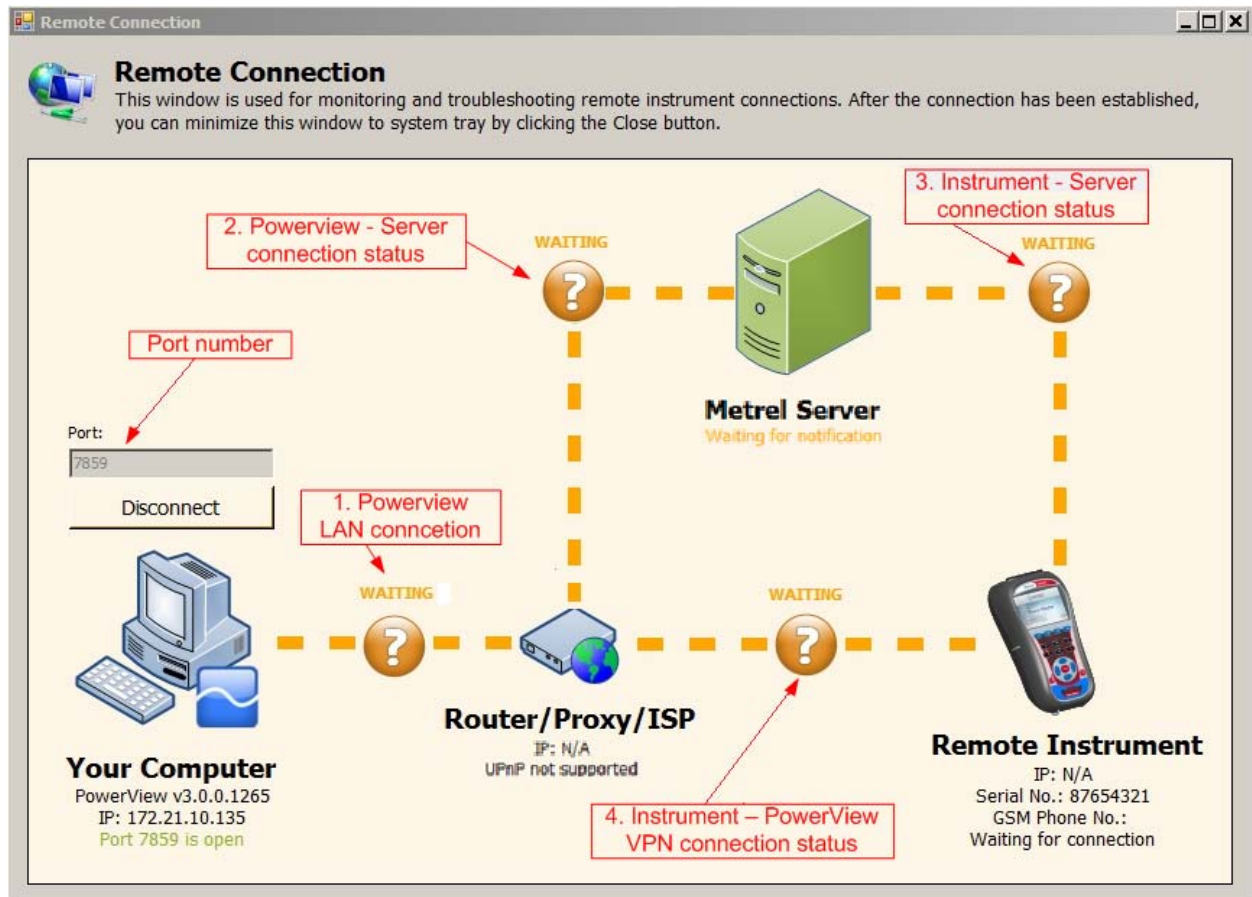 Remote Connection
Remote Connection
This window is used for monitoring and troubleshooting remote instrument connections. After the connection has been established,
you can minimize this window to system tray by clicking the Close button.
3. Instrument - Server
connection status
2. Powerview - Server
connection status
WAITING
WAITING
?
?
Port number
Metrel Server
Waiting for notification
Port:
7859
Disconnect
1. Powerview
LAN conncetion
WAITING
WAITING
?
?
Router/Proxy/ISP
IP: N/A
UPnP not supported
Your Computer
PowerView v3.0.0.1265
IP: 172.21.10.135
Port 7859 is open
4. Instrument – PowerView
VPN connection status
Remote Instrument
IP: N/A
Serial No.: 87654321
GSM Phone No.:
Waiting for connection